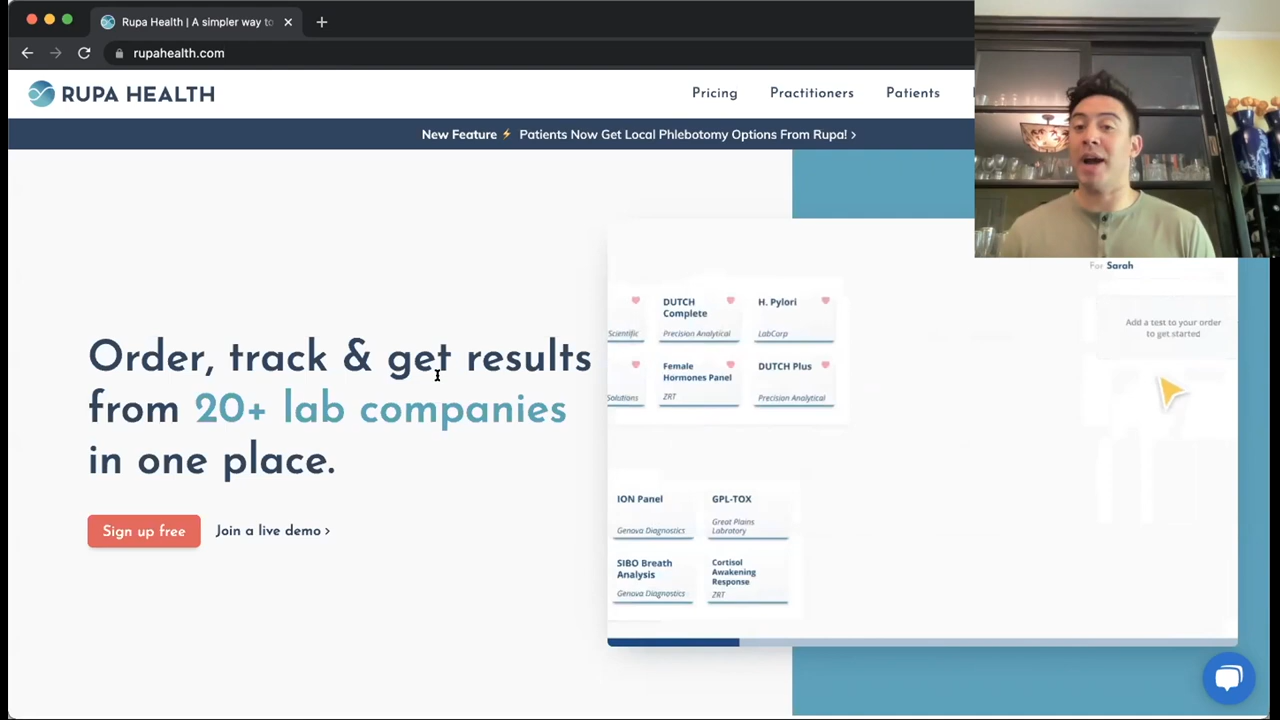 Rupa Health | A simpler way to
rupahealth.com
RUPA HEALTH
Pricing
Practitioners
Patients
New Feature ⚡ Patients Now Get Local Phlebotomy Options From Rupa! >
For Sarah
DUTCH
Complete
Precision Analytical
H. Pylori
LabCorp
Scientific
Female
Hormones Panel
ZRT
DUTCH Plus
Precision Analytical
Solutions
Add a test to your order
to get started
Order, track & get results
from 20+ lab companies
in one place.
Sign up free
Join a live demo >
ION Panel
Genova Diagnostics
GPL-TOX
Great Plains
Labratory
SIBO Breath
Analysis
Genova Diagnostics
Cortisol
Awakening
Response
ZRT